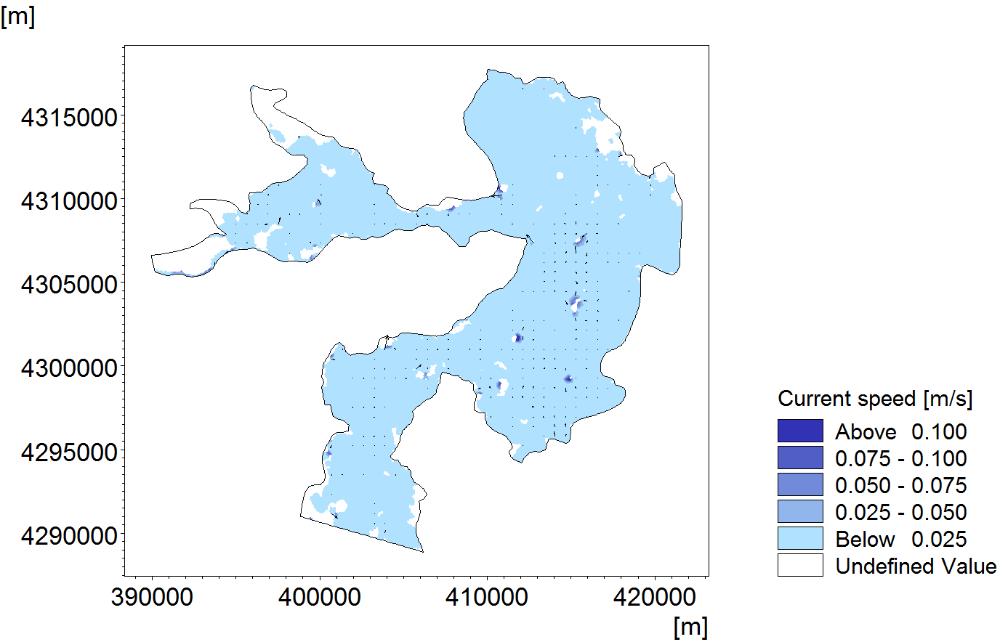 [m]
4315000
4310000
4305000
4300000
4295000
4290000
390000 400000 410000 420000
[m]
Current speed [m/s]
Above 0.100
0.075 - 0.100
0.050 - 0.075
0.025 - 0.050
Below 0.025
Undefined Value